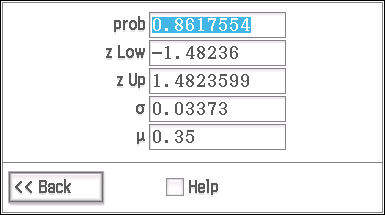 prob 0.8617554
z Low -1.48236
z Up 1.4823599
σ 0.03373
μ 0.35
<< Back Help